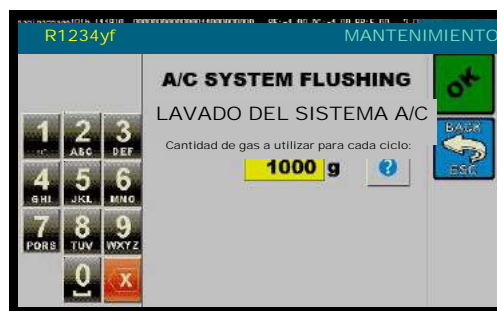 R1234yf MANTENIMIENTO
A/C SYSTEM FLUSHING
LAVADO DEL SISTEMA A/C
Cantidad de gas a utilizar para cada ciclo:
1000 g ?
OK
BACK
ESC
1 2 3
ABC DEF
4 5 6
GHI JKL MNO
7 8 9
PQRS TUV WXYZ
0 X